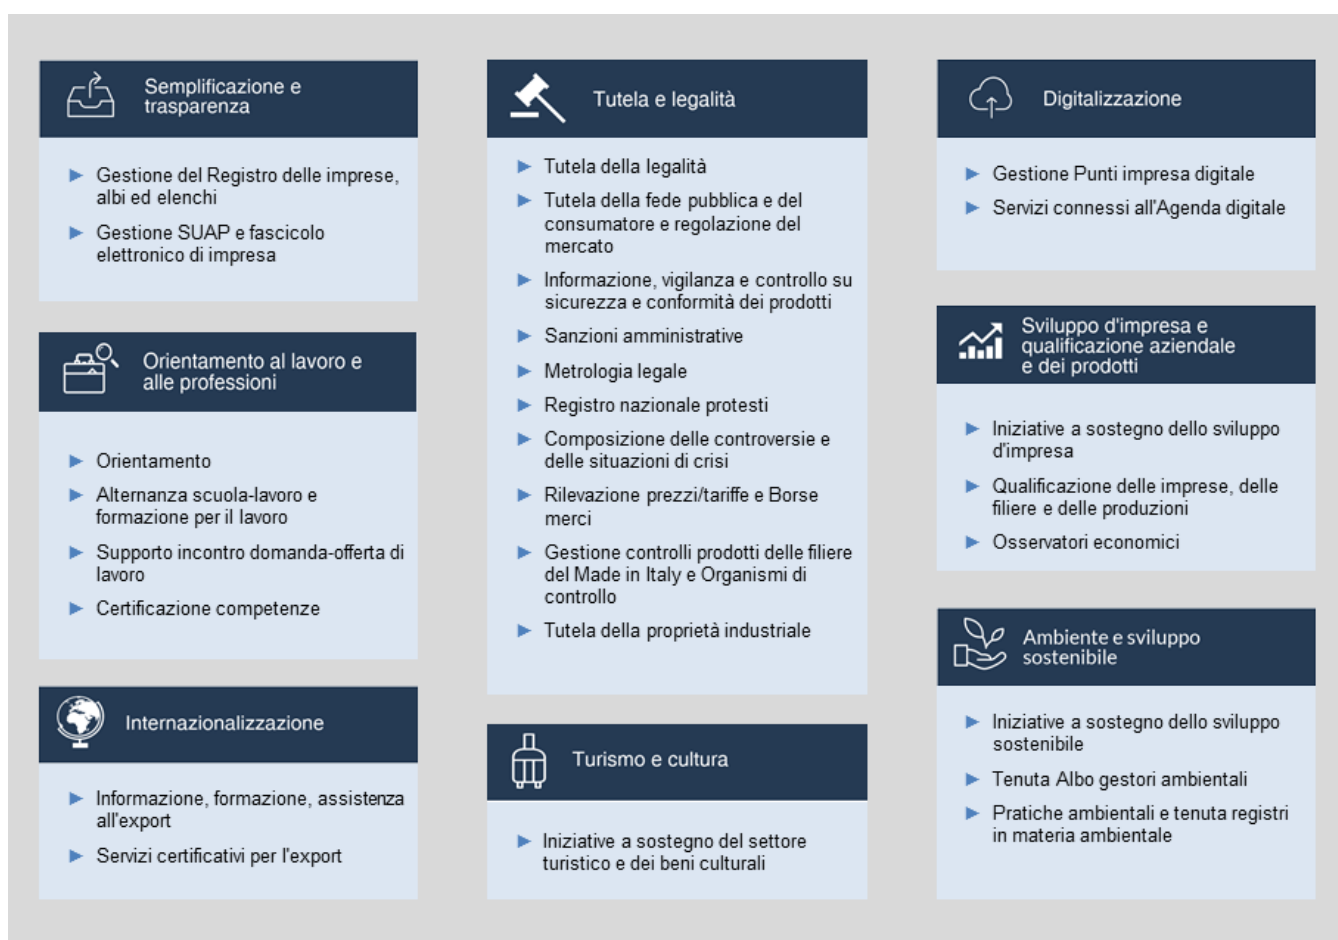 Semplificazione e
trasparenza
Gestione del Registro delle imprese,
albi ed elenchi
Gestione SUAP e fascicolo
elettronico di impresa
Orientamento al lavoro e
alle professioni
Orientamento
Alternanza scuola-lavoro e
formazione per il lavoro
Supporto incontro domanda-offerta di
lavoro
Certificazione competenze
Internazionalizzazione
Informazione, formazione, assistenza
all'export
Servizi certificativi per l'export
Tutela e legalità
Tutela della legalità
Tutela della fede pubblica e del
consumatore e regolazione del
mercato
Informazione, vigilanza e controllo su
sicurezza e conformità dei prodotti
Sanzioni amministrative
Metrologia legale
Registro nazionale protesti
Composizione delle controversie e
delle situazioni di crisi
Rilevazione prezzi/tariffe e Borse
merci
Gestione controlli prodotti delle filiere
del Made in Italy e Organismi di
controllo
Tutela della proprietà industriale
Turismo e cultura
Iniziative a sostegno del settore
turistico e dei beni culturali
Digitalizzazione
Gestione Punti impresa digitale
Servizi connessi all'Agenda digitale
Sviluppo d'impresa e
qualificazione aziendale
e dei prodotti
Iniziative a sostegno dello sviluppo
d'impresa
Qualificazione delle imprese, delle
filiere e delle produzioni
Osservatori economici
Ambiente e sviluppo
sostenibile
Iniziative a sostegno dello sviluppo
sostenibile
Tenuta Albo gestori ambientali
Pratiche ambientali e tenuta registri
in materia ambientale